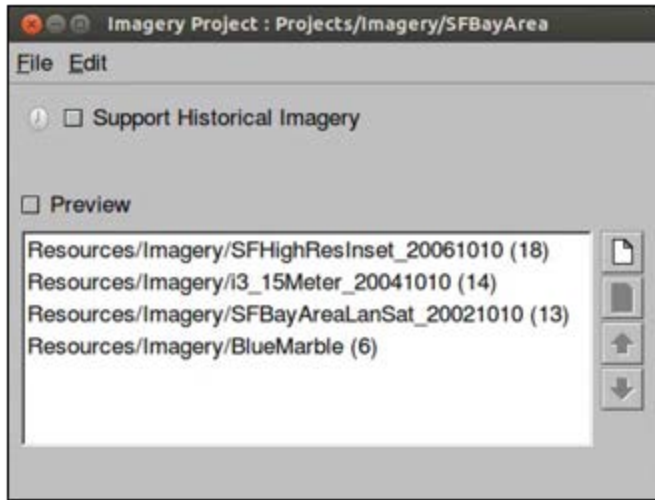 Imagery Project : Projects/Imagery/SFBayArea
File Edit
Support Historical Imagery
Preview
Resources/Imagery/SFHighResInset_20061010 (18)
Resources/Imagery/i3_15Meter_20041010 (14)
Resources/Imagery/SFBayAreaLanSat_20021010 (13)
Resources/Imagery/BlueMarble (6)